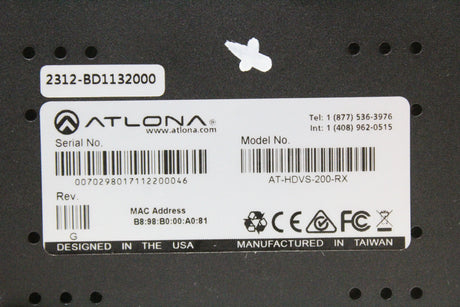 2312-BD1132000
ATLONA®
www.atlona.com
Tel: 1 (877) 536-3976
Int: 1 (408) 962-0515
Serial No.
Model No.
0070298017112200046
AT-HDVS-200-RX
Rev.
G
MAC Address
B8:98:B0:00:A0:81
CE FC
DESIGNED IN THE USA
MANUFACTURED IN TAIWAN